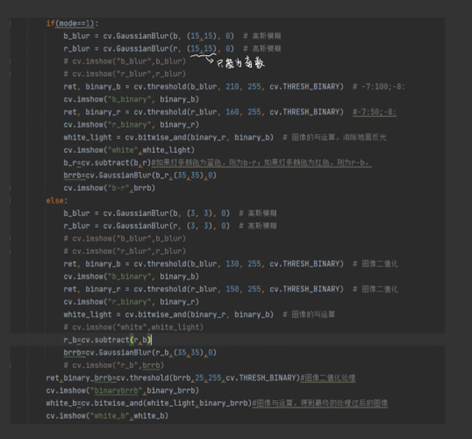 if(mode==1):
b_blur = cv.GaussianBlur(b, (15,15), 0)  # 高斯模糊
r_blur = cv.GaussianBlur(r, (15,15), 0)  # 高斯模糊
只能为奇数
# cv.imshow("b_blur",b_blur)
# cv.imshow("r_blur",r_blur)
ret, binary_b = cv.threshold(b_blur, 210, 255, cv.THRESH_BINARY)  # -7:100;-8:
cv.imshow("b_binary", binary_b)
ret, binary_r = cv.threshold(r_blur, 160, 255, cv.THRESH_BINARY)  #-7:50;-8:
cv.imshow("r_binary", binary_r)
white_light = cv.bitwise_and(binary_r, binary_b)  # 图像的与运算，消除地面反光
cv.imshow("white",white_light)
b_r=cv.subtract(b,r)#如果灯条颜色为蓝色，则为b-r；如果灯条颜色为红色，则为r-b。
brrb=cv.GaussianBlur(b_r,(35,35),0)
cv.imshow("b-r",brrb)
else:
b_blur = cv.GaussianBlur(b, (3, 3), 0)  # 高斯模糊
r_blur = cv.GaussianBlur(r, (3, 3), 0)  # 高斯模糊
# cv.imshow("b_blur",b_blur)
# cv.imshow("r_blur",r_blur)
ret, binary_b = cv.threshold(b_blur, 130, 255, cv.THRESH_BINARY)  # 图像二值化
cv.imshow("b_binary", binary_b)
ret, binary_r = cv.threshold(r_blur, 150, 255, cv.THRESH_BINARY)  # 图像二值化
cv.imshow("r_binary", binary_r)
white_light = cv.bitwise_and(binary_r, binary_b)  # 图像的与运算
# cv.imshow("white",white_light)
r_b=cv.subtract(r,b)
brrb=cv.GaussianBlur(r_b,(35,35),0)
# cv.imshow("r_b",brrb)
ret,binary_brrb=cv.threshold(brrb,25,255,cv.THRESH_BINARY)#图像二值化处理
cv.imshow("binarybrrb",binary_brrb)
white_b=cv.bitwise_and(white_light,binary_brrb)#图像与运算，得到最终的处理过后的图像
cv.imshow("white_b",white_b)